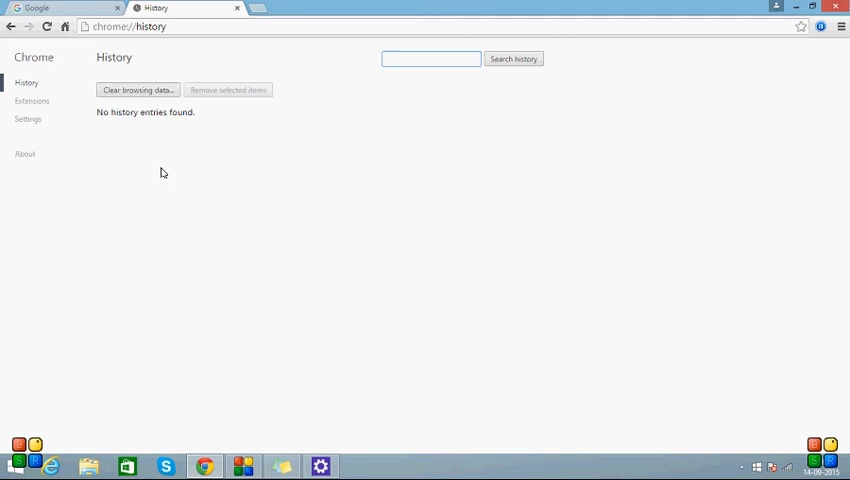 Google
History
chrome://history
Chrome
History
Search history
History
Clear browsing data...
Remove selected items
Extensions
No history entries found.
Settings
About
E
S
R
E
S
R
14-09-2015